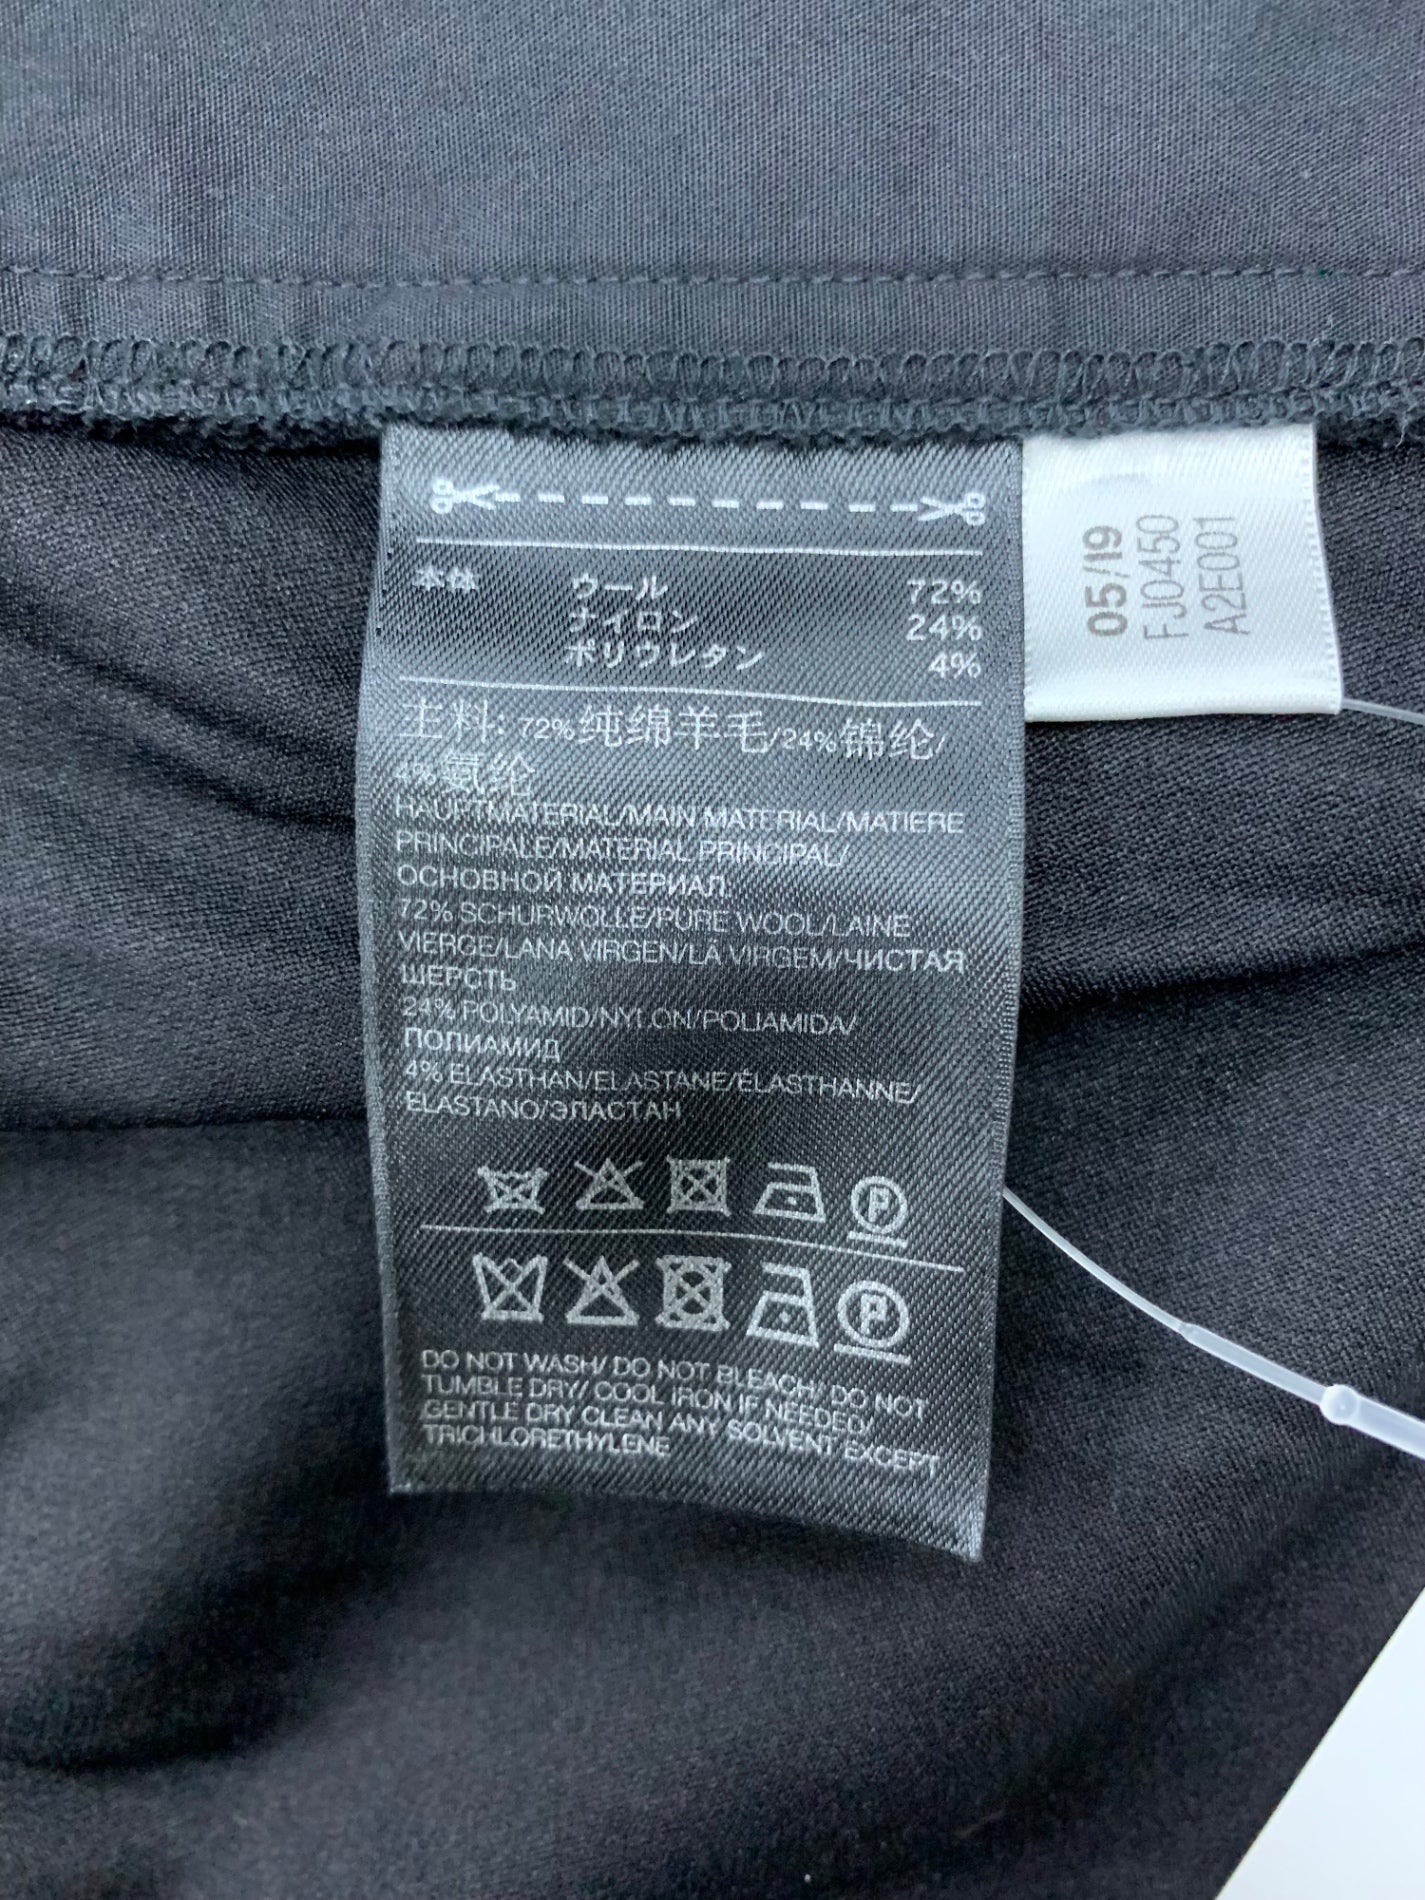 本体 ウール 72%
ナイロン 24%
ポリウレタン 4%
主料: 72%纯绵羊毛/24%锦纶/
4%氨纶
HAUPTMATERIAL/MAIN MATERIAL/MATIERE
PRINCIPALE/MATERIAL PRINCIPAL/
ОСНОВНОЙ МАТЕРИАЛ:
72% SCHURWOLLE/PURE WOOL/LAINE
VIERGE/LANA VIRGEN/LÀ VIRGEM/ЧИСТАЯ
ШЕРСТЬ
24% POLYAMID/NYLON/POLIAMIDA/
ПОЛИАМИД
4% ELASTHAN/ELASTANE/ÉLASTHANNE/
ELASTANO/ЭЛАСТАН
P
P
DO NOT WASH/ DO NOT BLEACH/ DO NOT
TUMBLE DRY/ COOL IRON IF NEEDED/
GENTLE DRY CLEAN ANY SOLVENT EXCEPT
TRICHLORETHYLENE
05/19
FJ0450
A2E001